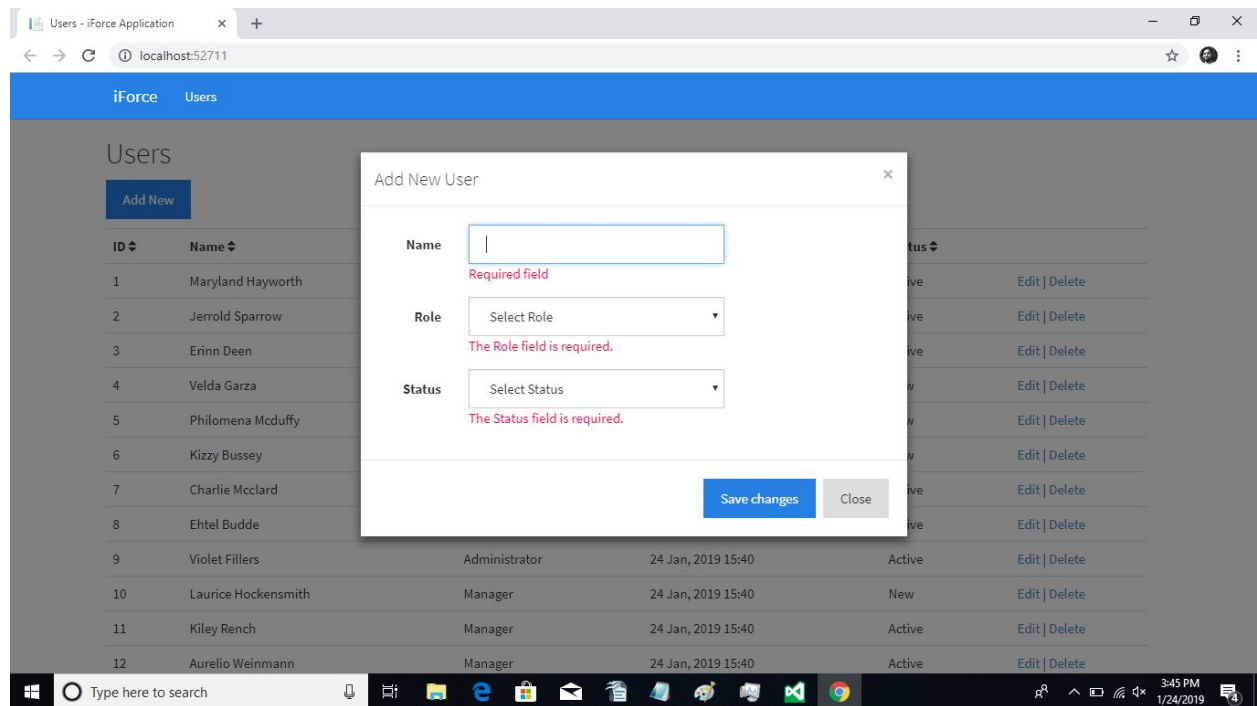 Users - iForce Application
localhost:52711
iForce Users
Users
Add New
Add New User ×
Name
Required field
Role Select Role
The Role field is required.
Status Select Status
The Status field is required.
Save changes Close
ID Name tus
1 Maryland Hayworth ive Edit | Delete
2 Jerrold Sparrow ive Edit | Delete
3 Erinn Deen ive Edit | Delete
4 Velda Garza w Edit | Delete
5 Philomena Mcduffy w Edit | Delete
6 Kizzy Bussey w Edit | Delete
7 Charlie Mcclard ive Edit | Delete
8 Ehtel Budde ive Edit | Delete
9 Violet Fillers Administrator 24 Jan, 2019 15:40 Active Edit | Delete
10 Laurice Hockensmith Manager 24 Jan, 2019 15:40 New Edit | Delete
11 Kiley Rench Manager 24 Jan, 2019 15:40 Active Edit | Delete
12 Aurelio Weinmann Manager 24 Jan, 2019 15:40 Active Edit | Delete
Type here to search
3:45 PM
1/24/2019
4